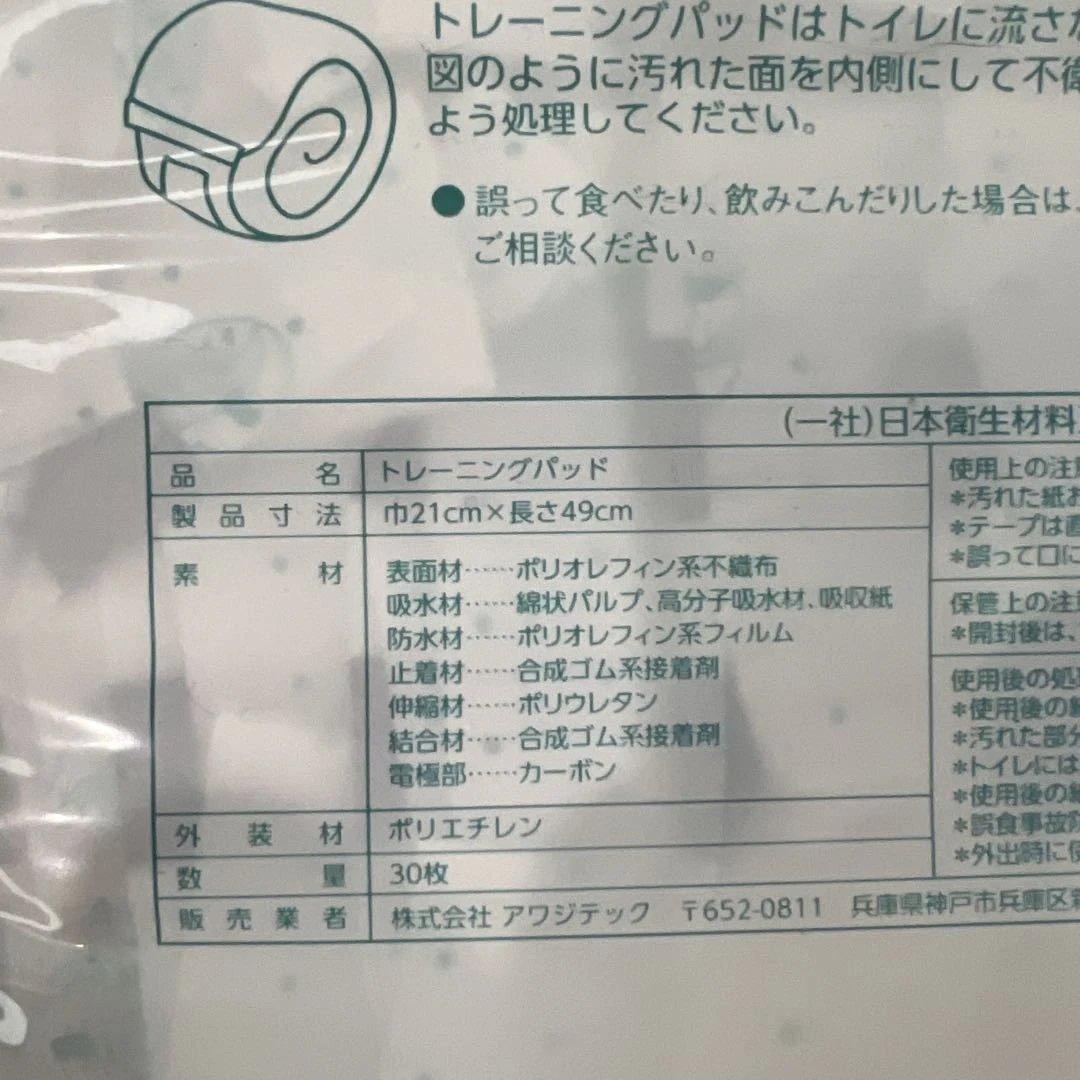 トレーニングパッドはトイレに流さ
図のように汚れた面を内側にして不衛
よう処理してください。
●誤って食べたり、飲みこんだりした場合は、
ご相談ください。
(一社)日本衛生材料
品名 トレーニングパッド
製品寸法 巾21cm×長さ49cm
素材
表面材……ポリオレフィン系不織布
吸水材……綿状パルプ、高分子吸水材、吸収紙
防水材……ポリオレフィン系フィルム
止着材……合成ゴム系接着剤
伸縮材……ポリウレタン
結合材……合成ゴム系接着剤
電極部……カーボン
外装材 ポリエチレン
数量 30枚
販売業者 株式会社 アワジテック 〒652-0811 兵庫県神戸市兵庫区新
使用上の注意
*汚れた紙お
*テープは直
*誤って口に
保管上の注意
*開封後は、
使用後の処理
*使用後の紙
*汚れた部分
*トイレには
*使用後の紙
*誤食事故防
*外出時に使